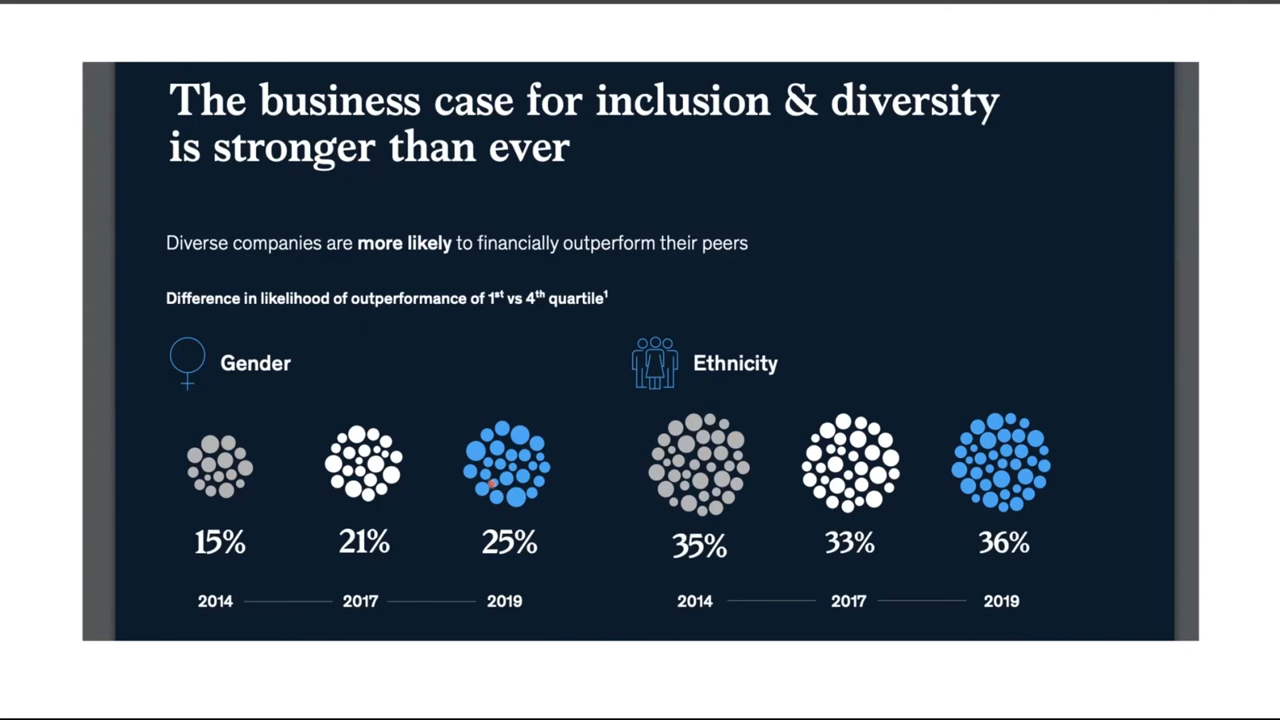 The business case for inclusion & diversity
is stronger than ever
Diverse companies are more likely to financially outperform their peers
Difference in likelihood of outperformance of 1st vs 4th quartile1
Gender
Ethnicity
15%
21%
25%
35%
33%
36%
2014
2017
2019
2014
2017
2019